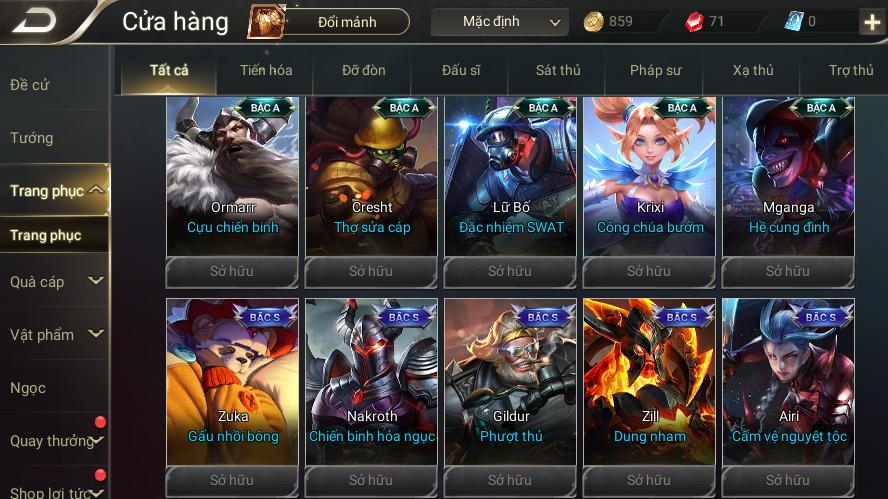 Cửa hàng
Đổi mảnh
Mặc định
859
71
0
Đề cử
Tướng
Trang phục
Trang phục
Quà cáp
Vật phẩm
Ngọc
Quay thưởng
Shop lợi tức
Tất cả
Tiến hóa
Đỡ đòn
Đấu sĩ
Sát thủ
Pháp sư
Xạ thủ
Trợ thủ
BẬC A
BẬC A
BẬC A
BẬC A
BẬC A
Ormarr
Cựu chiến binh
Sở hữu
Cresht
Thợ sửa cáp
Sở hữu
Lữ Bố
Đặc nhiệm SWAT
Sở hữu
Krixi
Công chúa bướm
Sở hữu
Mganga
Hề cung đình
Sở hữu
BẬC S
BẬC S
BẬC S
BẬC S
BẬC S
Zuka
Gấu nhồi bông
Sở hữu
Nakroth
Chiến binh hỏa ngục
Sở hữu
Gildur
Phượt thủ
Sở hữu
Zill
Dung nham
Sở hữu
Airi
Cấm vệ nguyệt tộc
Sở hữu